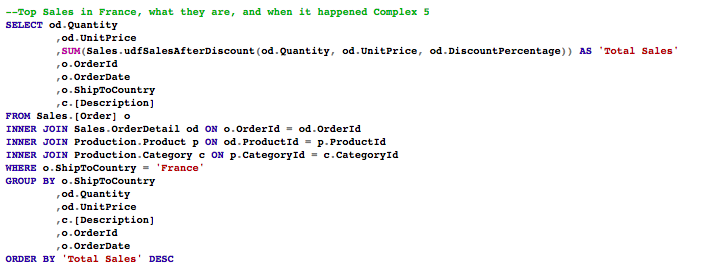 --Top Sales in France, what they are, and when it happened Complex 5
SELECT od.Quantity
,od.UnitPrice
,SUM(Sales.udfSalesAfterDiscount(od.Quantity, od.UnitPrice, od.DiscountPercentage)) AS 'Total Sales'
,o.OrderId
,o.OrderDate
,o.ShipToCountry
,c.[Description]
FROM Sales.[Order] o
INNER JOIN Sales.OrderDetail od ON o.OrderId = od.OrderId
INNER JOIN Production.Product p ON od.ProductId = p.ProductId
INNER JOIN Production.Category c ON p.CategoryId = c.CategoryId
WHERE o.ShipToCountry = 'France'
GROUP BY o.ShipToCountry
,od.Quantity
,od.UnitPrice
,c.[Description]
,o.OrderId
,o.OrderDate
ORDER BY 'Total Sales' DESC